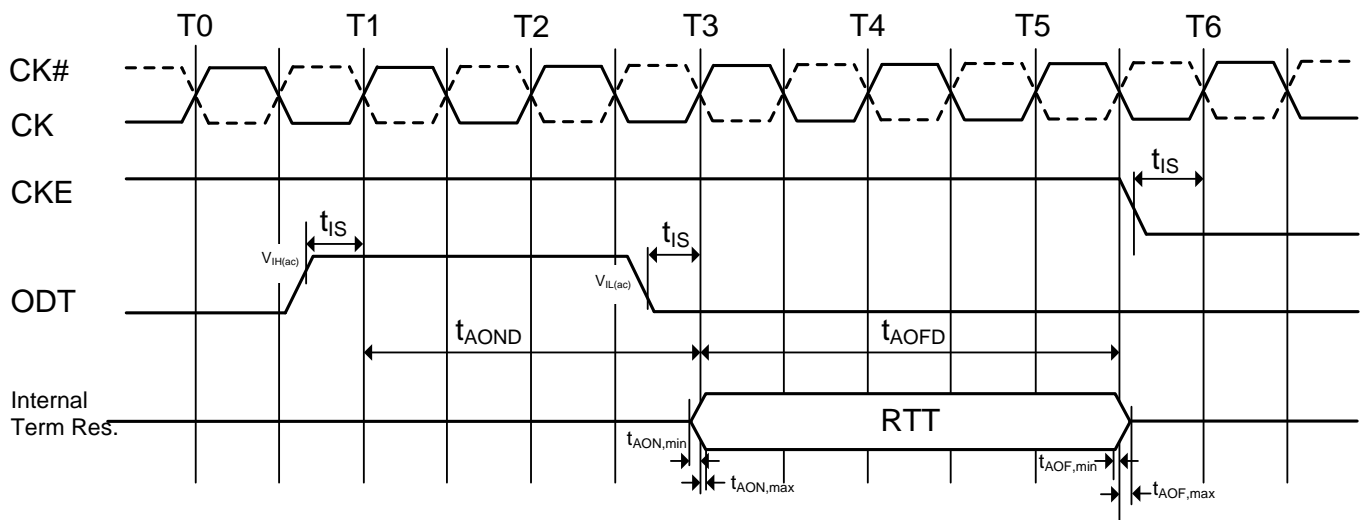 T0 T1 T2 T3 T4 T5 T6
CK#
CK
CKE
tIS
tIS
tIS
VIH(ac)
VIL(ac)
ODT
tAOND
tAOFD
Internal
Term Res.
RTT
tAON,min
tAOF,min
tAON,max
tAOF,max